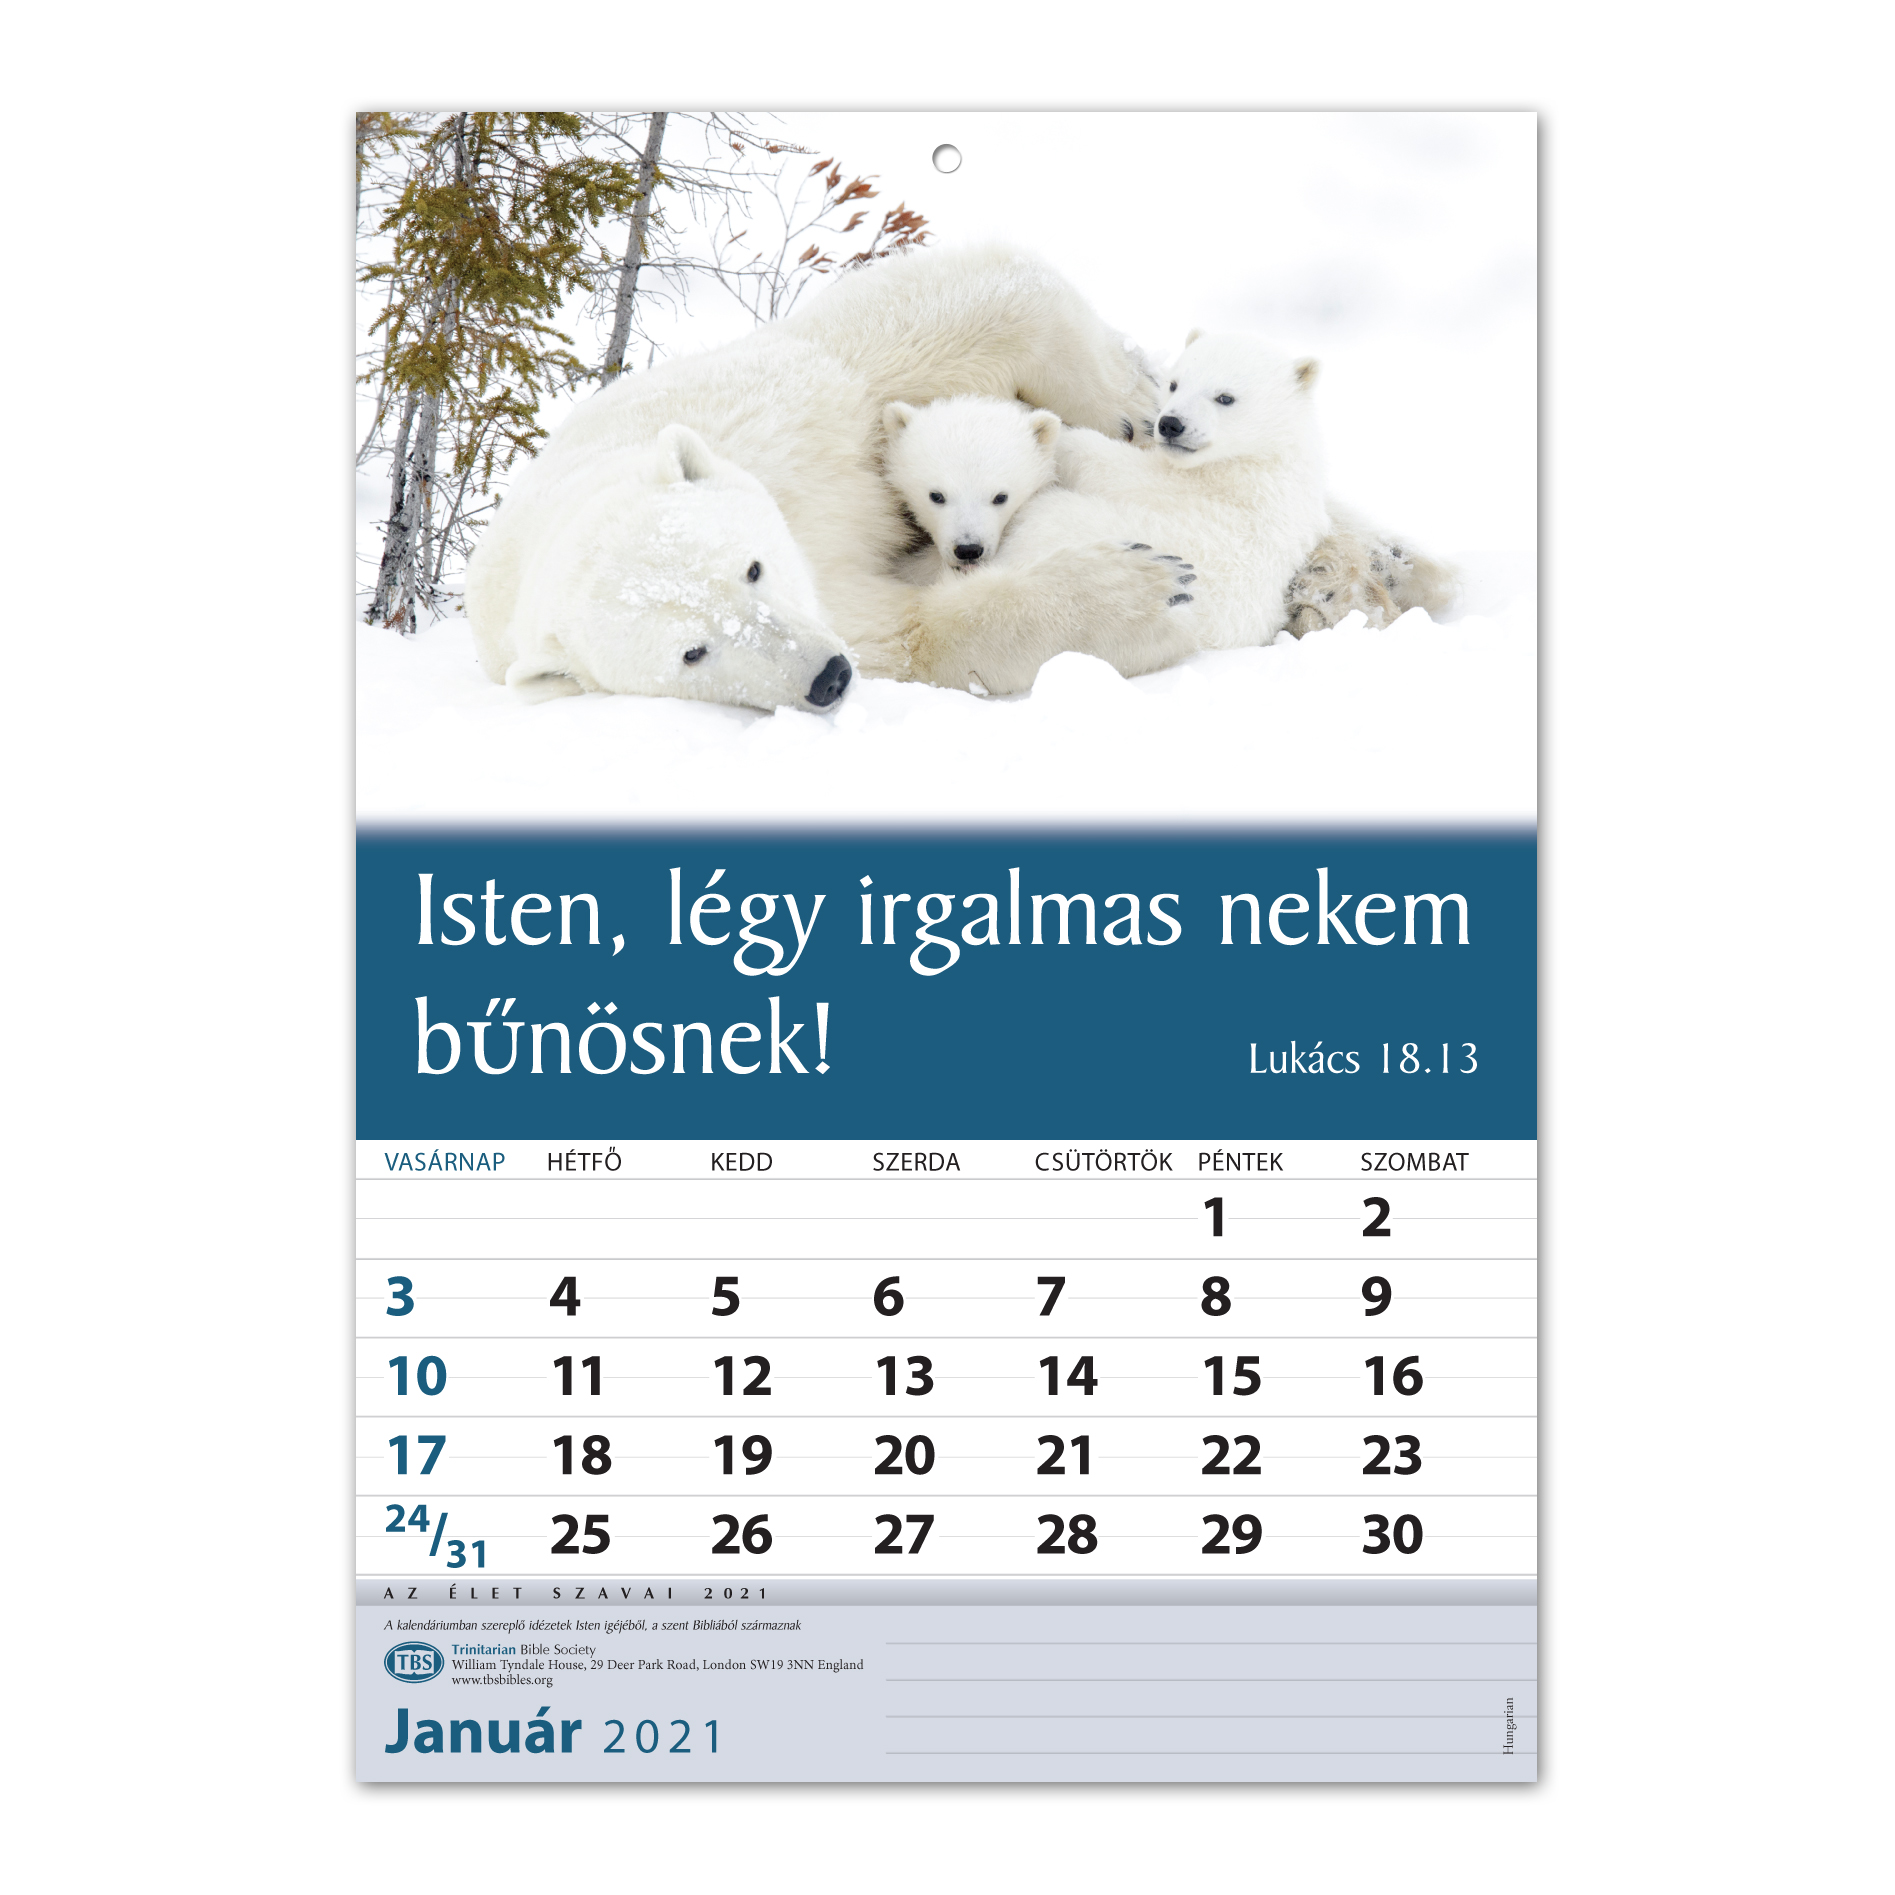 Isten, légy irgalmas nekem
bűnösnek!
Lukács 18.13
VASÁRNAP HÉTFŐ KEDD SZERDA CSÜTÖRTÖK PÉNTEK SZOMBAT
1 2
3 4 5 6 7 8 9
10 11 12 13 14 15 16
17 18 19 20 21 22 23
24/31 25 26 27 28 29 30
AZ ÉLET SZAVAI 2021
A kalendáriumban szereplő idézetek Isten igéjéből, a szent Bibliából származnak
TBS
Trinitarian Bible Society
William Tyndale House, 29 Deer Park Road, London SW19 3NN England
www.tbsbibles.org
Január 2021
Hungarian